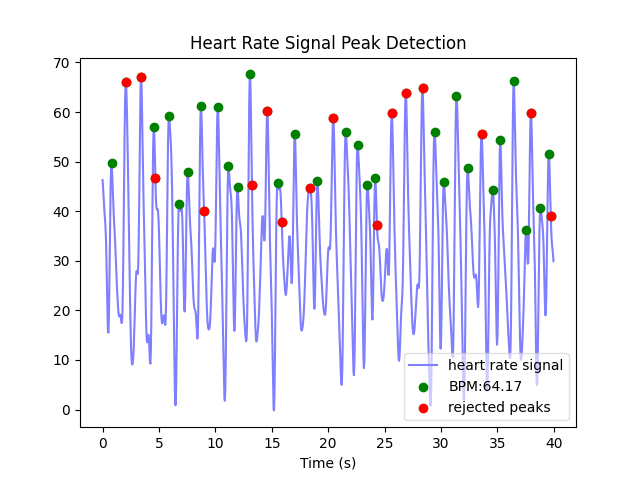 Heart Rate Signal Peak Detection
70
60
50
40
30
20
10
0
heart rate signal
BPM:64.17
rejected peaks
0 5 10 15 20 25 30 35 40
Time (s)